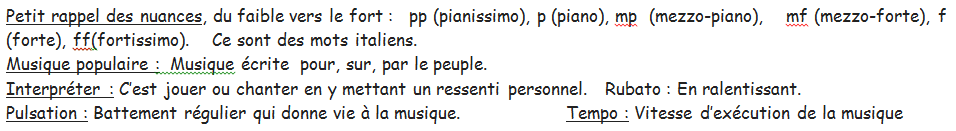 Petit rappel des nuances, du faible vers le fort : pp (pianissimo), p (piano), mp (mezzo-piano), mf (mezzo-forte), f
(forte), ff(fortissimo). Ce sont des mots italiens.
Musique populaire : Musique écrite pour, sur, par le peuple.
Interpréter : C'est jouer ou chanter en y mettant un ressenti personnel. Rubato : En ralentissant.
Pulsation : Battement régulier qui donne vie à la musique. Tempo : Vitesse d'exécution de la musique